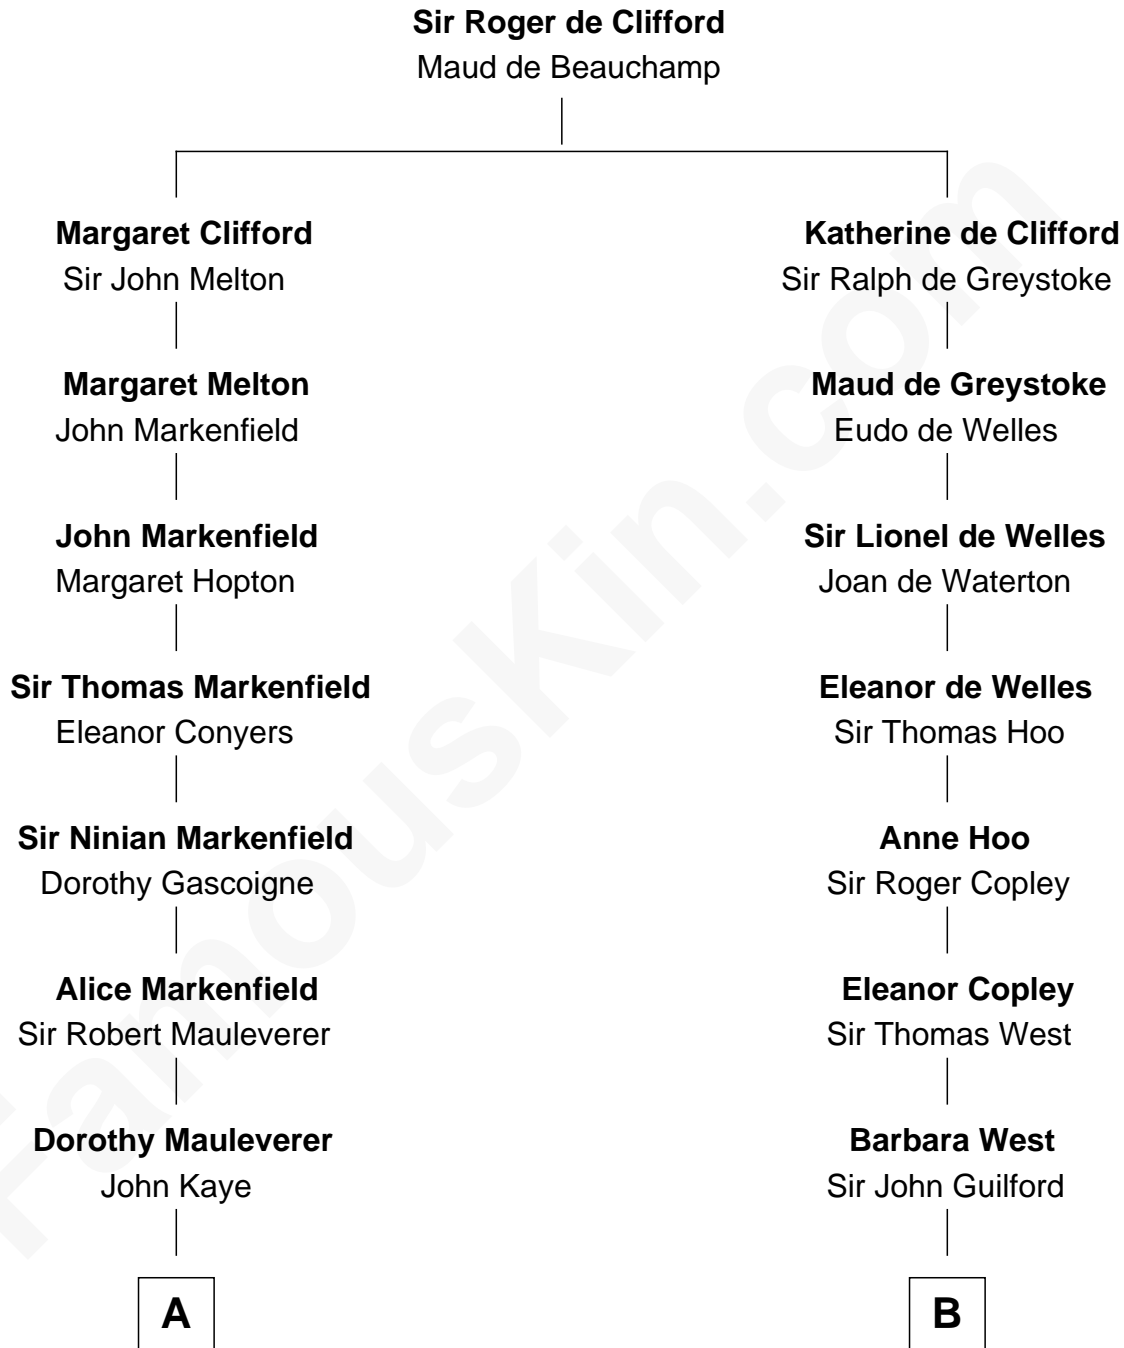 Sir Roger de Clifford
Maud de Beauchamp
Margaret Clifford
Sir John Melton
Katherine de Clifford
Sir Ralph de Greystoke
Margaret Melton
John Markenfield
Maud de Greystoke
Eudo de Welles
John Markenfield
Margaret Hopton
Sir Lionel de Welles
Joan de Waterton
Sir Thomas Markenfield
Eleanor Conyers
Eleanor de Welles
Sir Thomas Hoo
Sir Ninian Markenfield
Dorothy Gascoigne
Anne Hoo
Sir Roger Copley
Alice Markenfield
Sir Robert Mauleverer
Eleanor Copley
Sir Thomas West
Dorothy Mauleverer
John Kaye
Barbara West
Sir John Guilford
A
B
FamousKin.com